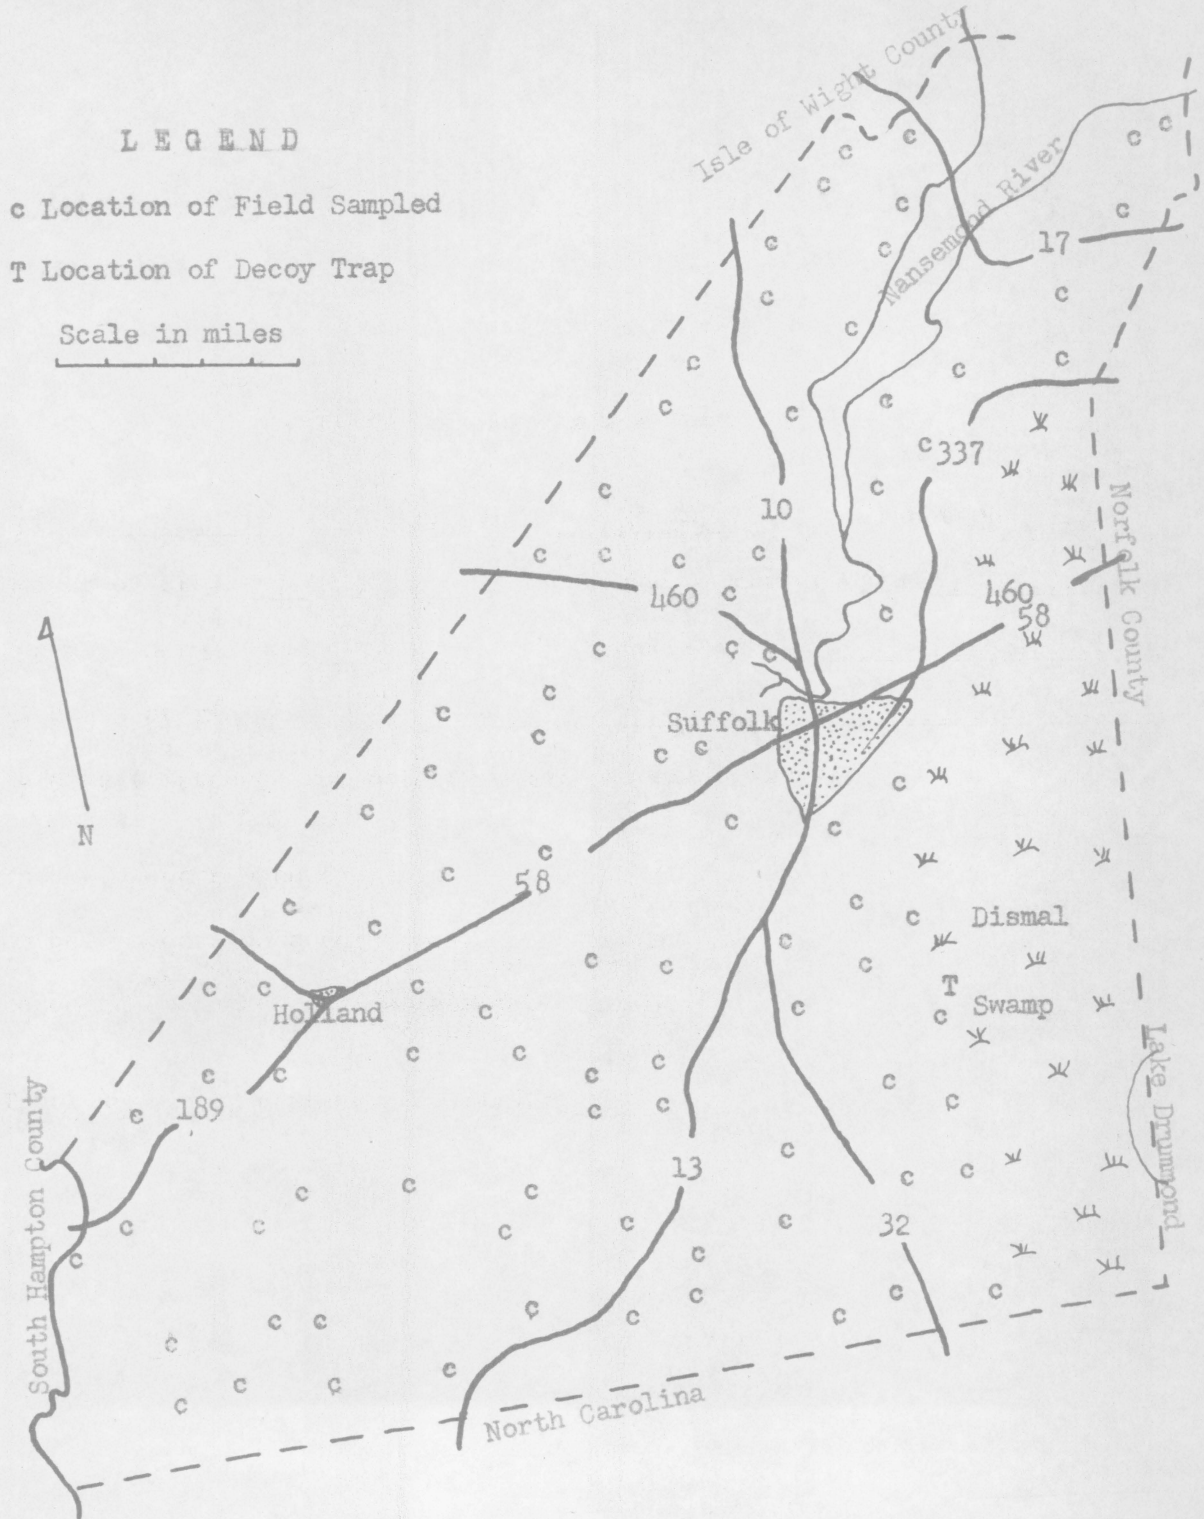 Isle of Wight County
L E G E N D
c Location of Field Sampled
T Location of Decoy Trap
Scale in miles
Nansemond River
17
337
10
460
460
58
Norfolk County
Suffolk
N
58
Dismal
T
Swamp
Holland
Lake Drummond
189
South Hampton County
13
32
North Carolina